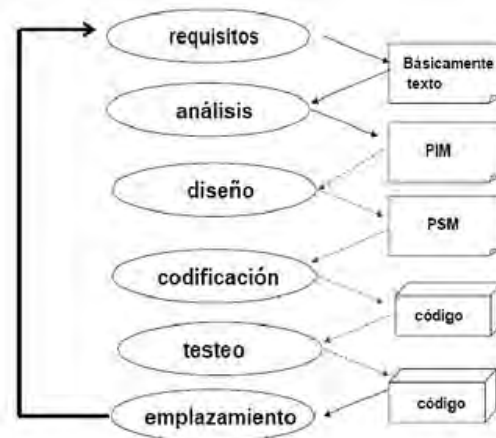 requisitos
Básicamente
texto
análisis
PIM
diseño
PSM
codificación
código
testeo
código
emplazamiento